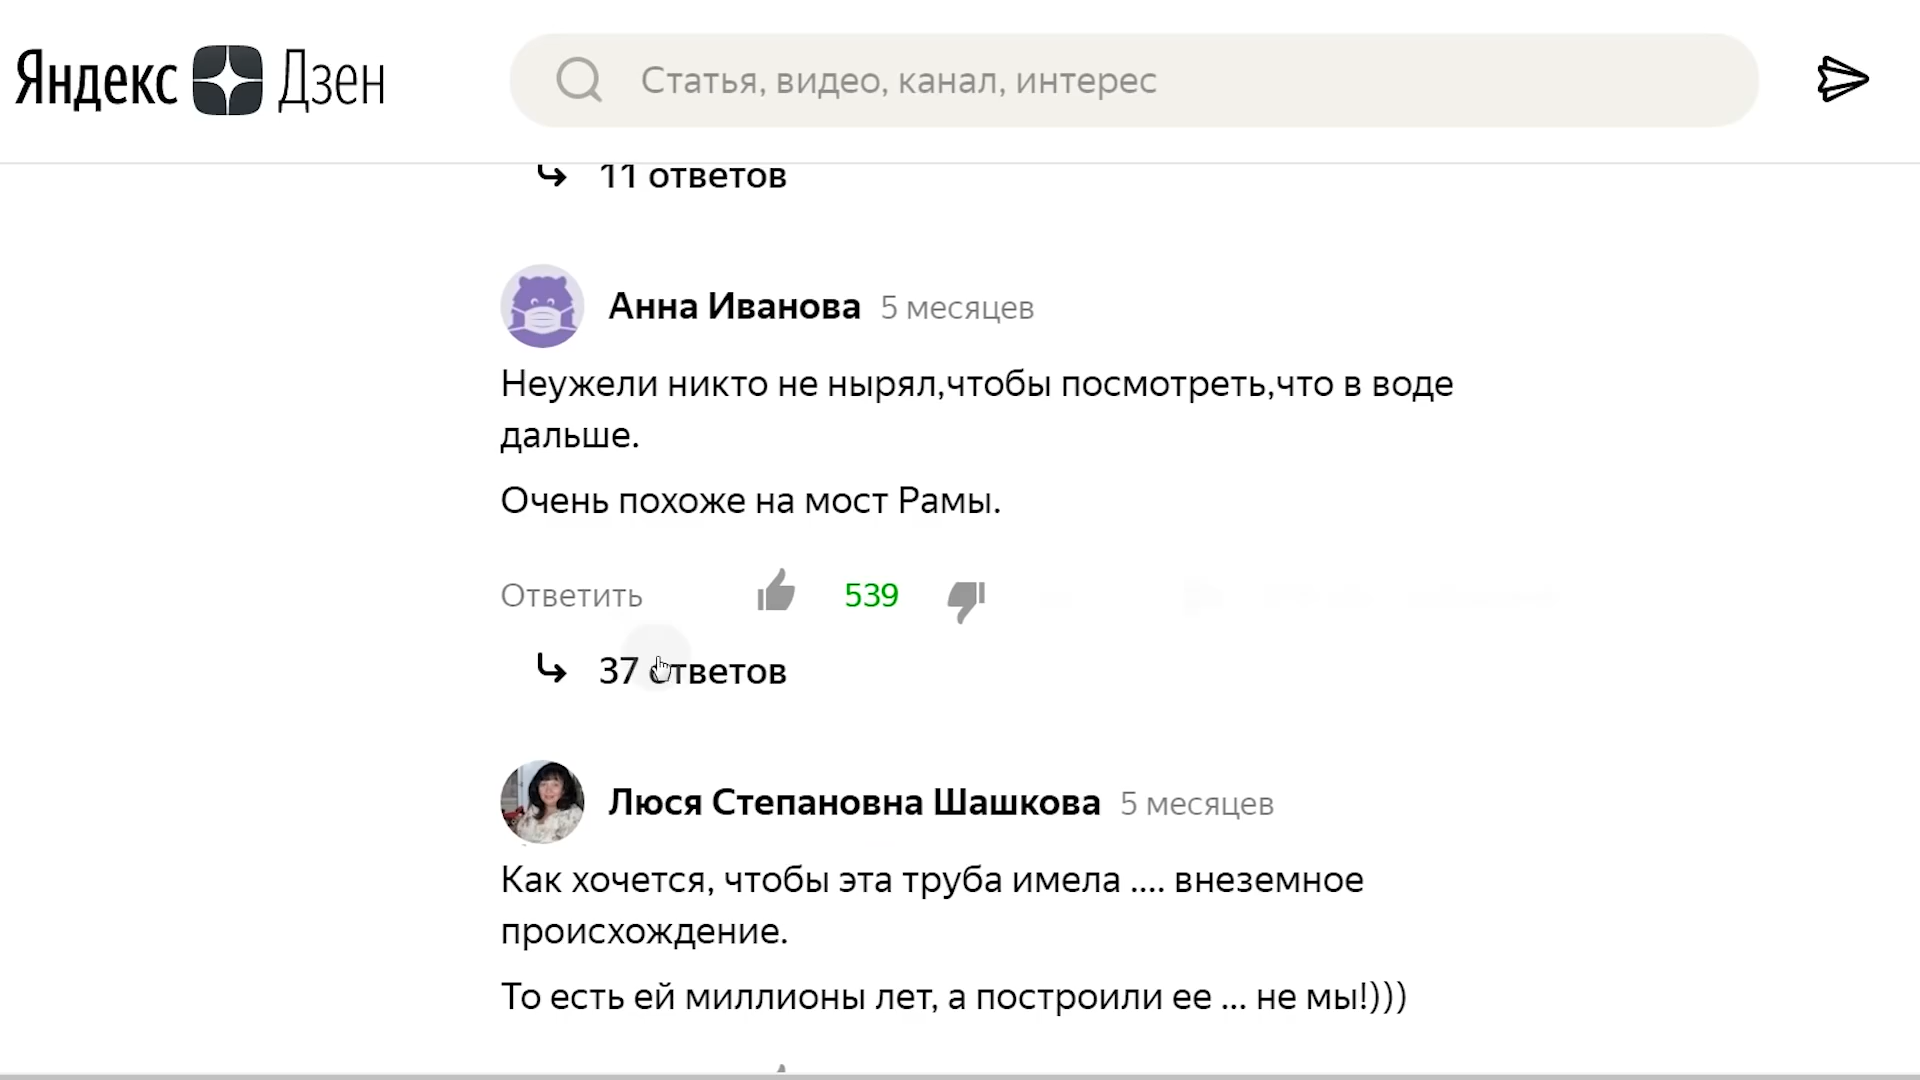 Яндекс Дзен
Статья, видео, канал, интерес
11 ответов
Анна Иванова 5 месяцев
Неужели никто не нырял,чтобы посмотреть,что в воде
дальше.
Очень похоже на мост Рамы.
Ответить 539
37 ответов
Люся Степановна Шашкова 5 месяцев
Как хочется, чтобы эта труба имела .... внеземное
происхождение.
То есть ей миллионы лет, а построили ее ... не мы!)))